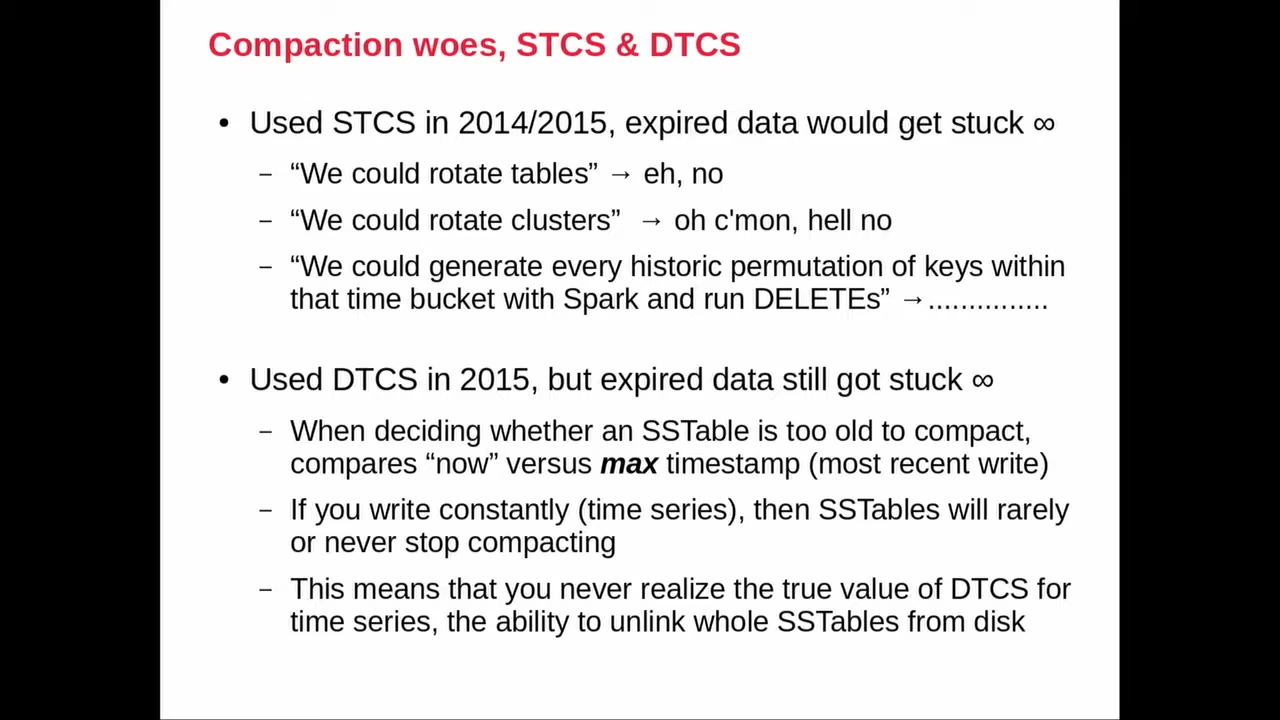 Compaction woes, STCS & DTCS
• Used STCS in 2014/2015, expired data would get stuck ∞
– “We could rotate tables” → eh, no
– “We could rotate clusters” → oh c'mon, hell no
– “We could generate every historic permutation of keys within
that time bucket with Spark and run DELETEs” →...............
• Used DTCS in 2015, but expired data still got stuck ∞
– When deciding whether an SSTable is too old to compact,
compares “now” versus max timestamp (most recent write)
– If you write constantly (time series), then SSTables will rarely
or never stop compacting
– This means that you never realize the true value of DTCS for
time series, the ability to unlink whole SSTables from disk